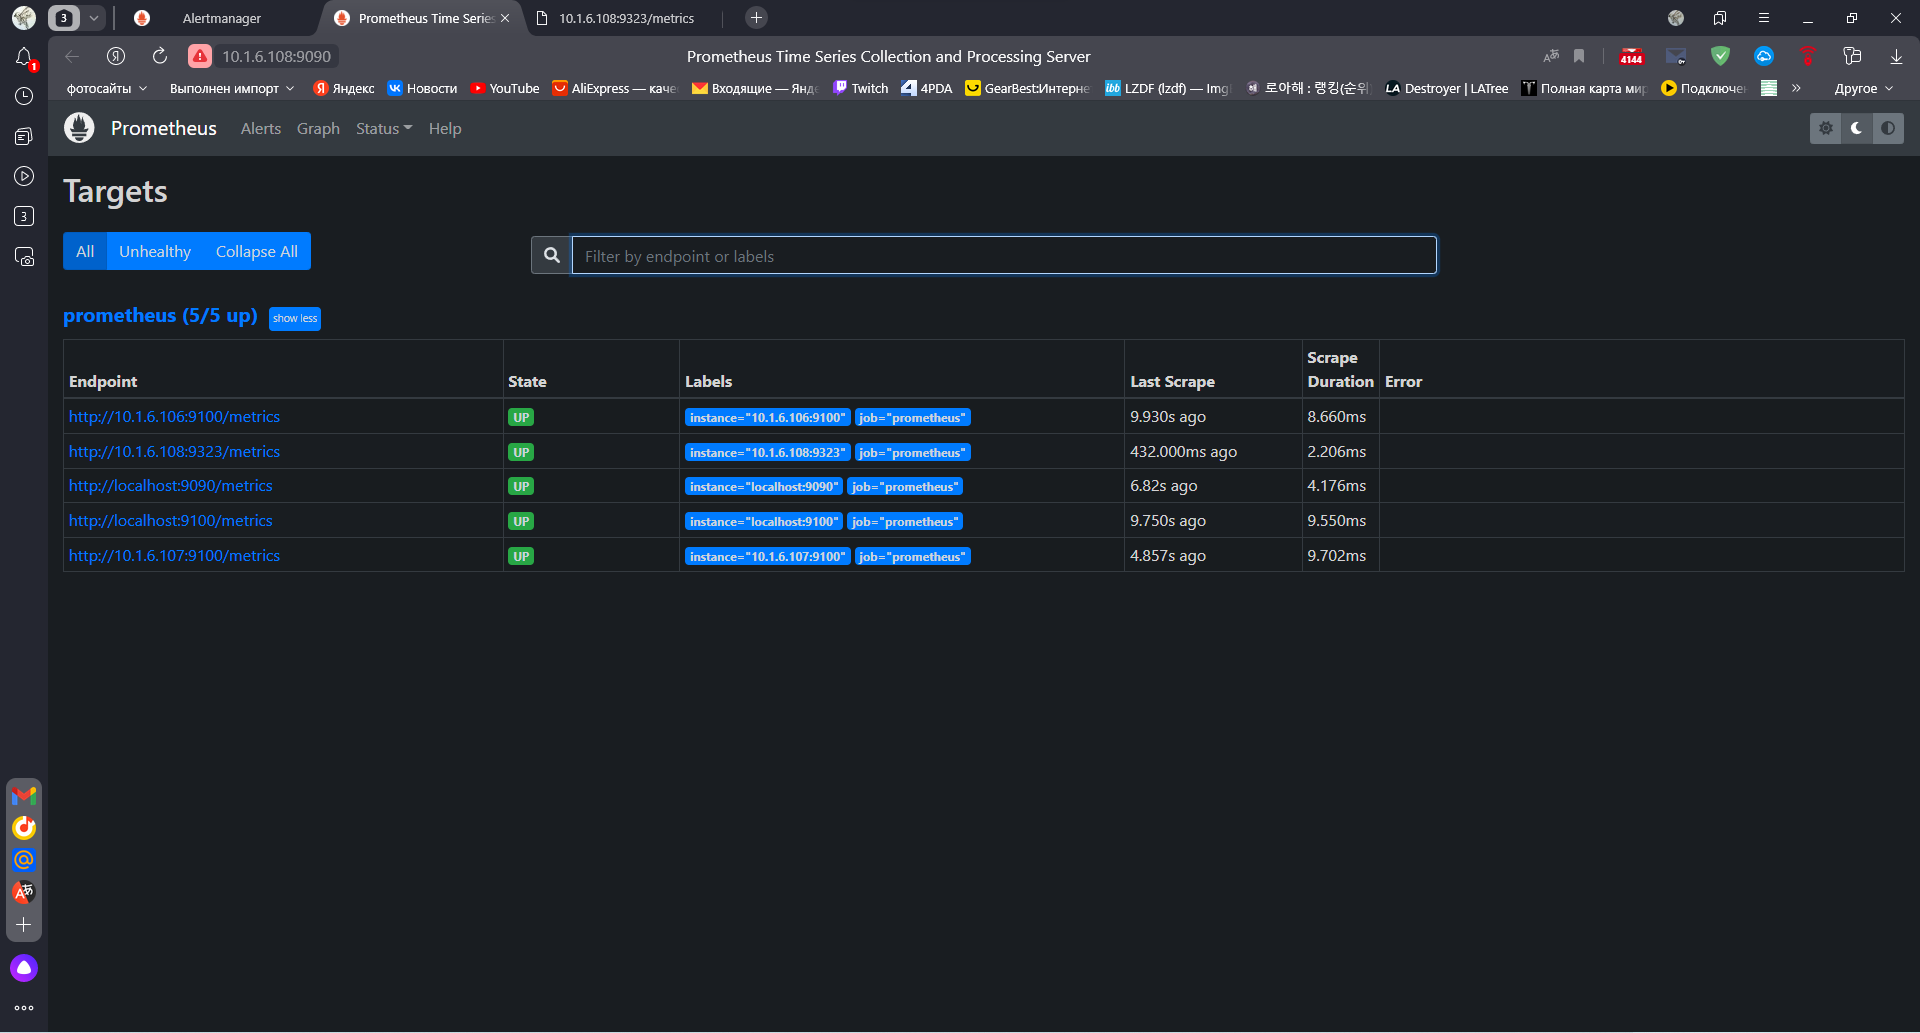 3
Alertmanager
Prometheus Time Series
10.1.6.108:9323/metrics
1
10.1.6.108:9090
Prometheus Time Series Collection and Processing Server
4144
фотосайты
Выполнен импорт
Яндекс
Новости
YouTube
AliExpress — каче
Входящие — Янде
Twitch
4PDA
GearBest:Интерне
LZDF (lzdf) — Img
로아해 : 랭킹(순위
Destroyer | LATree
Полная карта мир
Подключен
»
Другое
Prometheus
Alerts
Graph
Status
Help
3
Targets
All
Unhealthy
Collapse All
Filter by endpoint or labels
prometheus (5/5 up)
show less
Endpoint
State
Labels
Last Scrape
Scrape
Duration
Error
http://10.1.6.106:9100/metrics
UP
instance="10.1.6.106:9100"
job="prometheus"
9.930s ago
8.660ms
http://10.1.6.108:9323/metrics
UP
instance="10.1.6.108:9323"
job="prometheus"
432.000ms ago
2.206ms
http://localhost:9090/metrics
UP
instance="localhost:9090"
job="prometheus"
6.82s ago
4.176ms
http://localhost:9100/metrics
UP
instance="localhost:9100"
job="prometheus"
9.750s ago
9.550ms
http://10.1.6.107:9100/metrics
UP
instance="10.1.6.107:9100"
job="prometheus"
4.857s ago
9.702ms